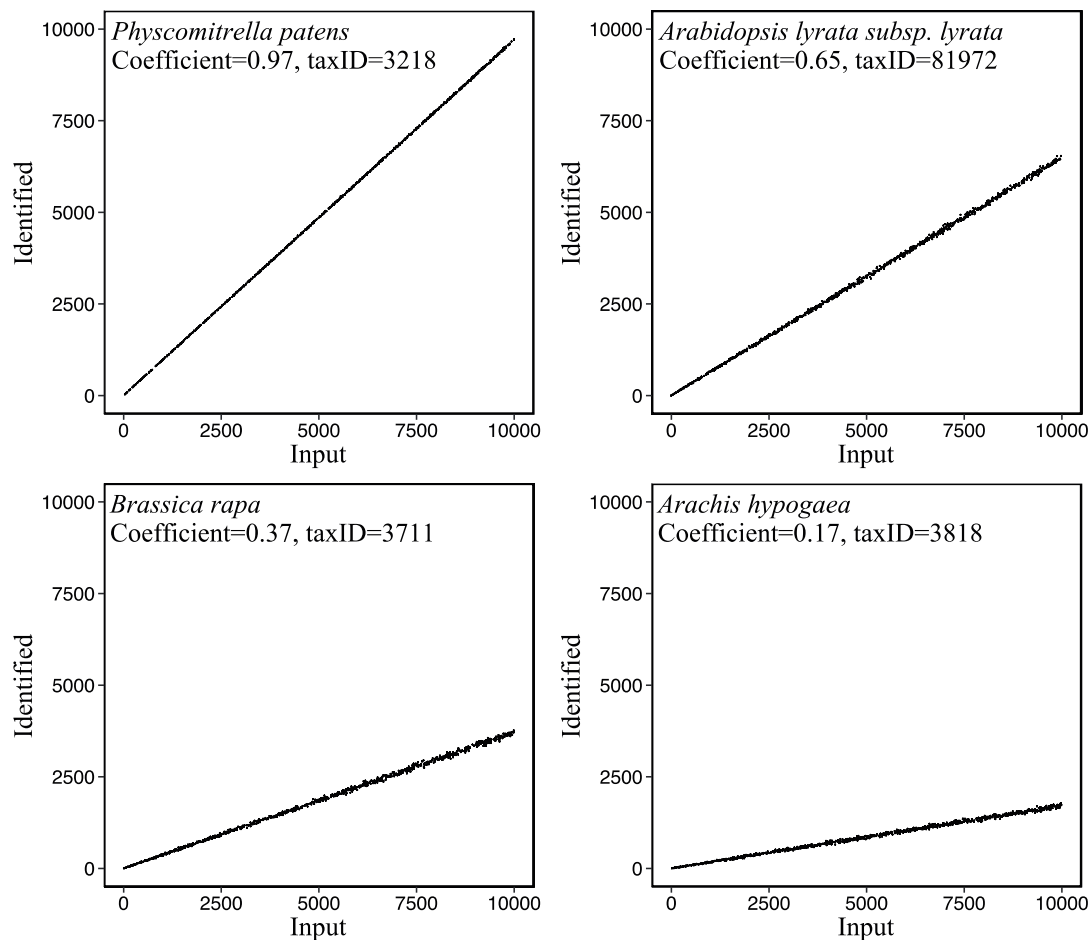 Physcomitrella patens
Coefficient=0.97, taxID=3218
10000
7500
5000
2500
0
Identified
0 2500 5000 7500 10000
Input
Arabidopsis lyrata subsp. lyrata
Coefficient=0.65, taxID=81972
10000
7500
5000
2500
0
Identified
0 2500 5000 7500 10000
Input
Brassica rapa
Coefficient=0.37, taxID=3711
10000
7500
5000
2500
0
Identified
0 2500 5000 7500 10000
Input
Arachis hypogaea
Coefficient=0.17, taxID=3818
10000
7500
5000
2500
0
Identified
0 2500 5000 7500 10000
Input